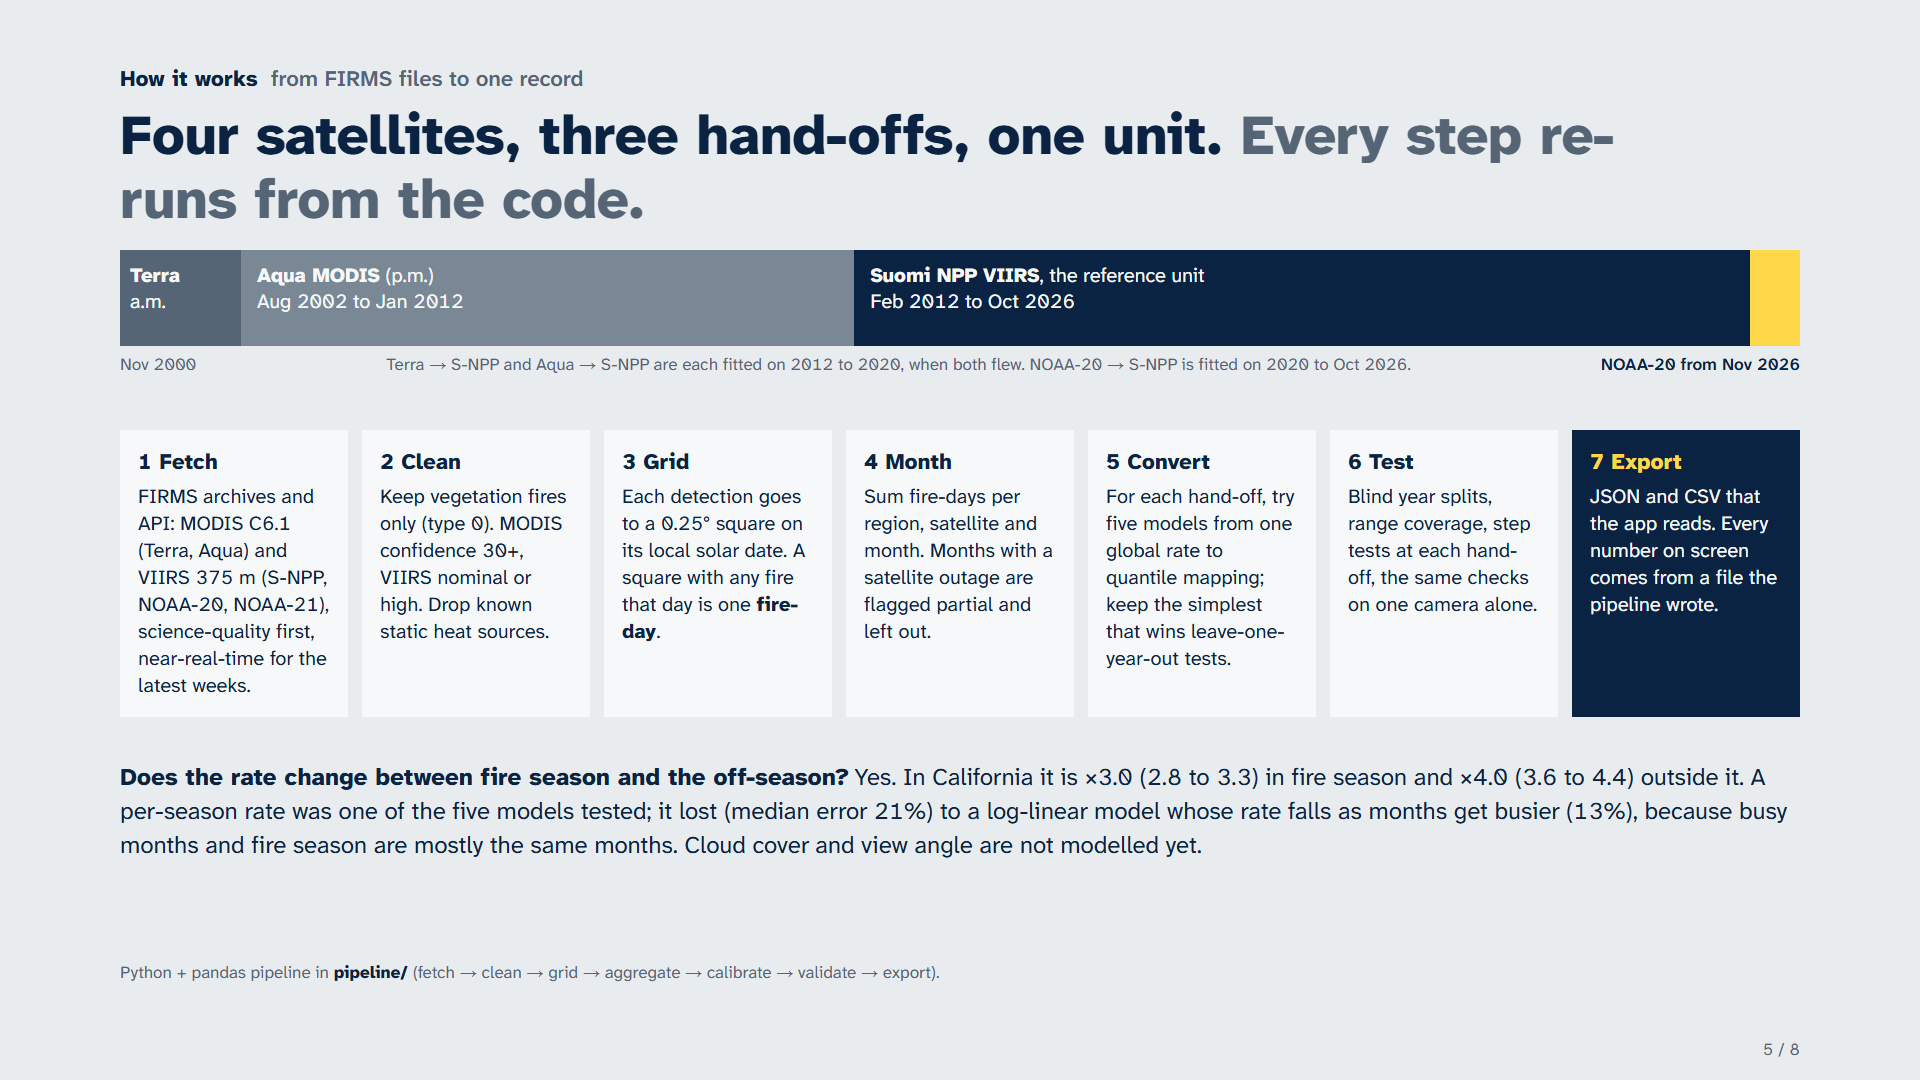 How it works from FIRMS files to one record
Four satellites, three hand-offs, one unit. Every step re-
runs from the code.
Terra
a.m.
Aqua MODIS (p.m.)
Aug 2002 to Jan 2012
Suomi NPP VIIRS, the reference unit
Feb 2012 to Oct 2026
Nov 2000
Terra → S-NPP and Aqua → S-NPP are each fitted on 2012 to 2020, when both flew. NOAA-20 → S-NPP is fitted on 2020 to Oct 2026.
NOAA-20 from Nov 2026
1 Fetch
FIRMS archives and
API: MODIS C6.1
(Terra, Aqua) and
VIIRS 375 m (S-NPP,
NOAA-20, NOAA-21),
science-quality first,
near-real-time for the
latest weeks.
2 Clean
Keep vegetation fires
only (type 0). MODIS
confidence 30+,
VIIRS nominal or
high. Drop known
static heat sources.
3 Grid
Each detection goes
to a 0.25° square on
its local solar date. A
square with any fire
that day is one fire-
day.
4 Month
Sum fire-days per
region, satellite and
month. Months with a
satellite outage are
flagged partial and
left out.
5 Convert
For each hand-off, try
five models from one
global rate to
quantile mapping;
keep the simplest
that wins leave-one-
year-out tests.
6 Test
Blind year splits,
range coverage, step
tests at each hand-
off, the same checks
on one camera alone.
7 Export
JSON and CSV that
the app reads. Every
number on screen
comes from a file the
pipeline wrote.
Does the rate change between fire season and the off-season? Yes. In California it is ×3.0 (2.8 to 3.3) in fire season and ×4.0 (3.6 to 4.4) outside it. A
per-season rate was one of the five models tested; it lost (median error 21%) to a log-linear model whose rate falls as months get busier (13%), because busy
months and fire season are mostly the same months. Cloud cover and view angle are not modelled yet.
Python + pandas pipeline in pipeline/ (fetch → clean → grid → aggregate → calibrate → validate → export).
5 / 8